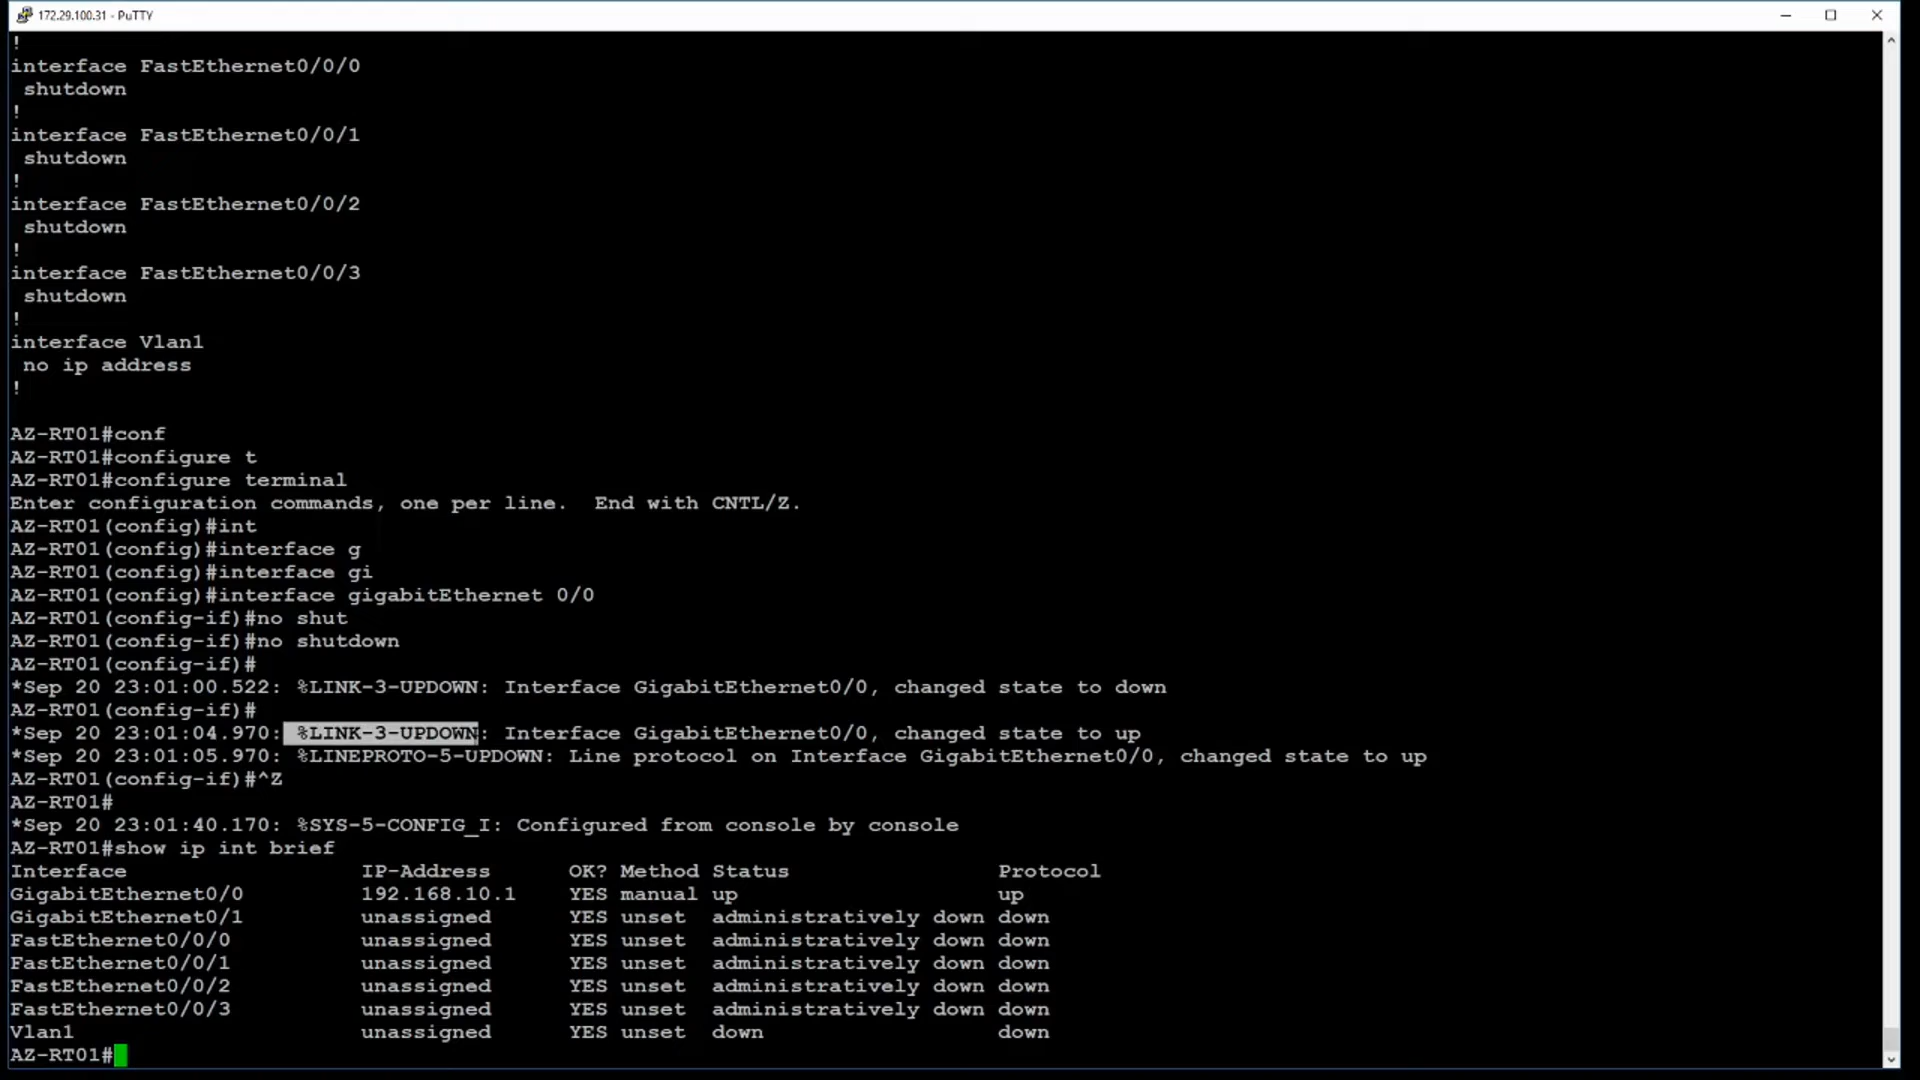 172.29.100.31 - PuTTY
!
interface FastEthernet0/0/0
 shutdown
!
interface FastEthernet0/0/1
 shutdown
!
interface FastEthernet0/0/2
 shutdown
!
interface FastEthernet0/0/3
 shutdown
!
interface Vlan1
 no ip address
!
AZ-RT01#conf
AZ-RT01#configure t
AZ-RT01#configure terminal
Enter configuration commands, one per line.  End with CNTL/Z.
AZ-RT01(config)#int
AZ-RT01(config)#interface g
AZ-RT01(config)#interface gi
AZ-RT01(config)#interface gigabitEthernet 0/0
AZ-RT01(config-if)#no shut
AZ-RT01(config-if)#no shutdown
AZ-RT01(config-if)#
*Sep 20 23:01:00.522: %LINK-3-UPDOWN: Interface GigabitEthernet0/0, changed state to down
AZ-RT01(config-if)#
*Sep 20 23:01:04.970: %LINK-3-UPDOWN: Interface GigabitEthernet0/0, changed state to up
*Sep 20 23:01:05.970: %LINEPROTO-5-UPDOWN: Line protocol on Interface GigabitEthernet0/0, changed state to up
AZ-RT01(config-if)#^Z
AZ-RT01#
*Sep 20 23:01:40.170: %SYS-5-CONFIG_I: Configured from console by console
AZ-RT01#show ip int brief
Interface                  IP-Address      OK? Method Status                Protocol
GigabitEthernet0/0         192.168.10.1    YES manual up                    up
GigabitEthernet0/1         unassigned      YES unset  administratively down down
FastEthernet0/0/0          unassigned      YES unset  administratively down down
FastEthernet0/0/1          unassigned      YES unset  administratively down down
FastEthernet0/0/2          unassigned      YES unset  administratively down down
FastEthernet0/0/3          unassigned      YES unset  administratively down down
Vlan1                      unassigned      YES unset  down                  down
AZ-RT01#